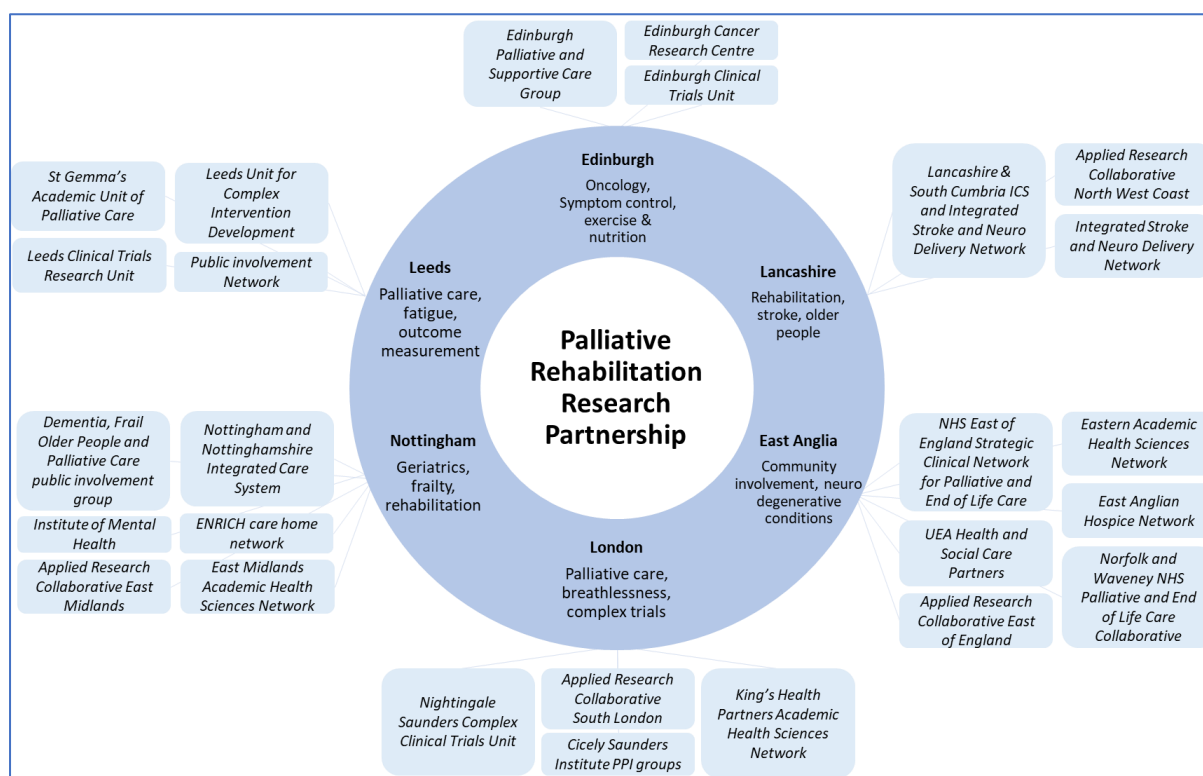 Edinburgh
Palliative and
Supportive Care
Group
Edinburgh Cancer
Research Centre
Edinburgh Clinical
Trials Unit
St Gemma's
Academic Unit of
Palliative Care
Leeds Unit for
Complex
Intervention
Development
Leeds Clinical Trials
Research Unit
Public involvement
Network
Edinburgh
Oncology,
Symptom control,
exercise &
nutrition
Lancashire &
South Cumbria ICS
and Integrated
Stroke and Neuro
Delivery Network
Applied Research
Collaborative
North West Coast
Integrated Stroke
and Neuro Delivery
Network
Leeds
Palliative care,
fatigue,
outcome
measurement
Lancashire
Rehabilitation,
stroke, older
people
Palliative
Rehabilitation
Research
Partnership
Dementia, Frail
Older People and
Palliative Care
public involvement
group
Nottingham and
Nottinghamshire
Integrated Care
System
Institute of Mental
Health
ENRICH care home
network
Applied Research
Collaborative East
Midlands
East Midlands
Academic Health
Sciences Network
Nottingham
Geriatrics,
frailty,
rehabilitation
East Anglia
Community
involvement, neuro
degenerative
conditions
NHS East of
England Strategic
Clinical Network
for Palliative and
End of Life Care
Eastern Academic
Health Sciences
Network
East Anglian
Hospice Network
UEA Health and
Social Care
Partners
Norfolk and
Waveney NHS
Palliative and End
of Life Care
Collaborative
Applied Research
Collaborative East
of England
London
Palliative care,
breathlessness,
complex trials
Nightingale
Saunders Complex
Clinical Trials Unit
Applied Research
Collaborative
South London
Cicely Saunders
Institute PPI groups
King's Health
Partners Academic
Health Sciences
Network